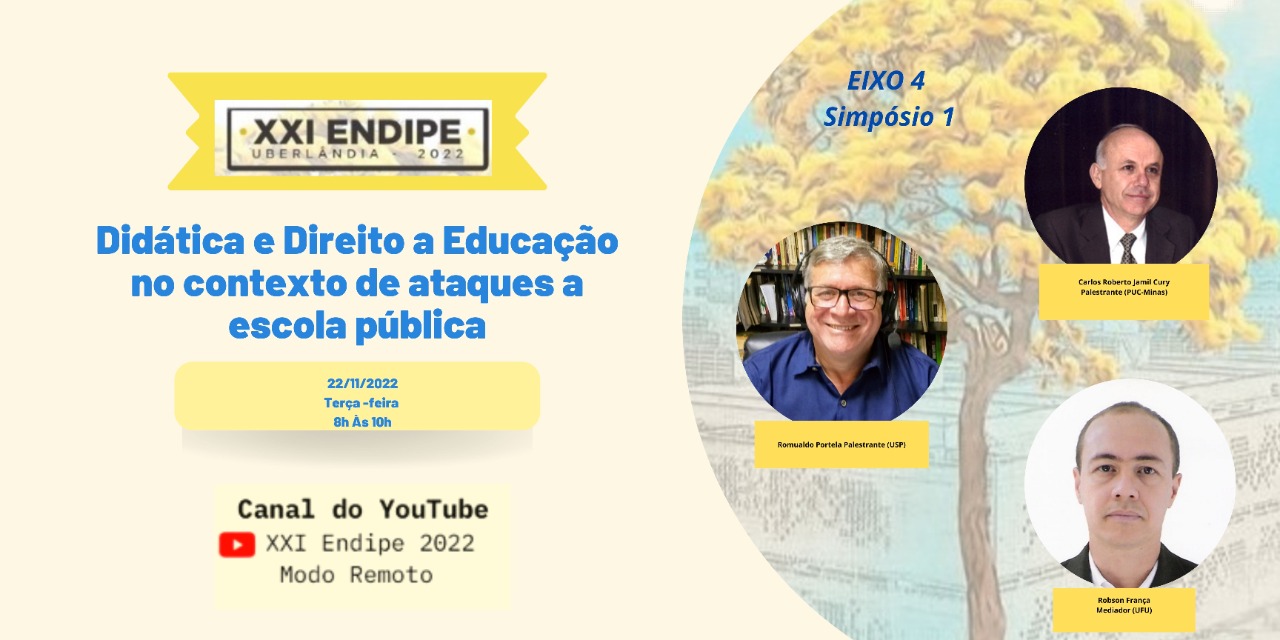 XXI ENDIPE
UBERLÂNDIA - 2022
Didática e Direito a Educação
no contexto de ataques a
escola pública
22/11/2022
Terça -feira
8h Às 10h
Canal do YouTube
XXI Endipe 2022
Modo Remoto
EIXO 4
Simpósio 1
Carlos Roberto Jamil Cury
Palestrante (PUC-Minas)
Romualdo Portela Palestrante (USP)
Robson França
Mediador (UFU)